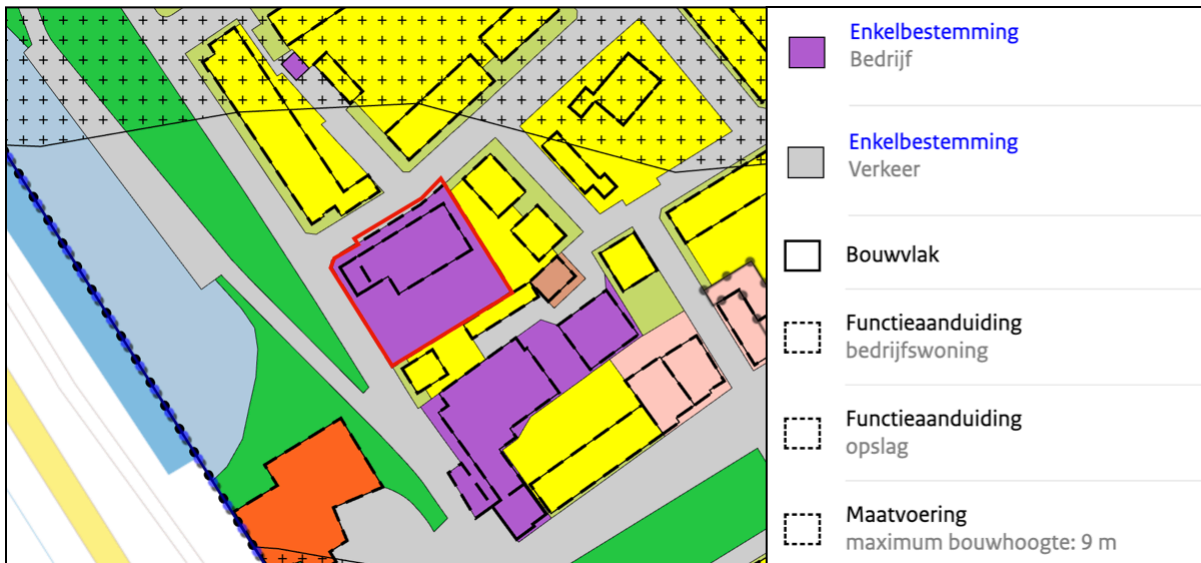 Enkelbestemming
Bedrijf
Enkelbestemming
Verkeer
Bouwvlak
Functieaanduiding
bedrijfswoning
Functieaanduiding
opslag
Maatvoering
maximum bouwhoogte: 9 m